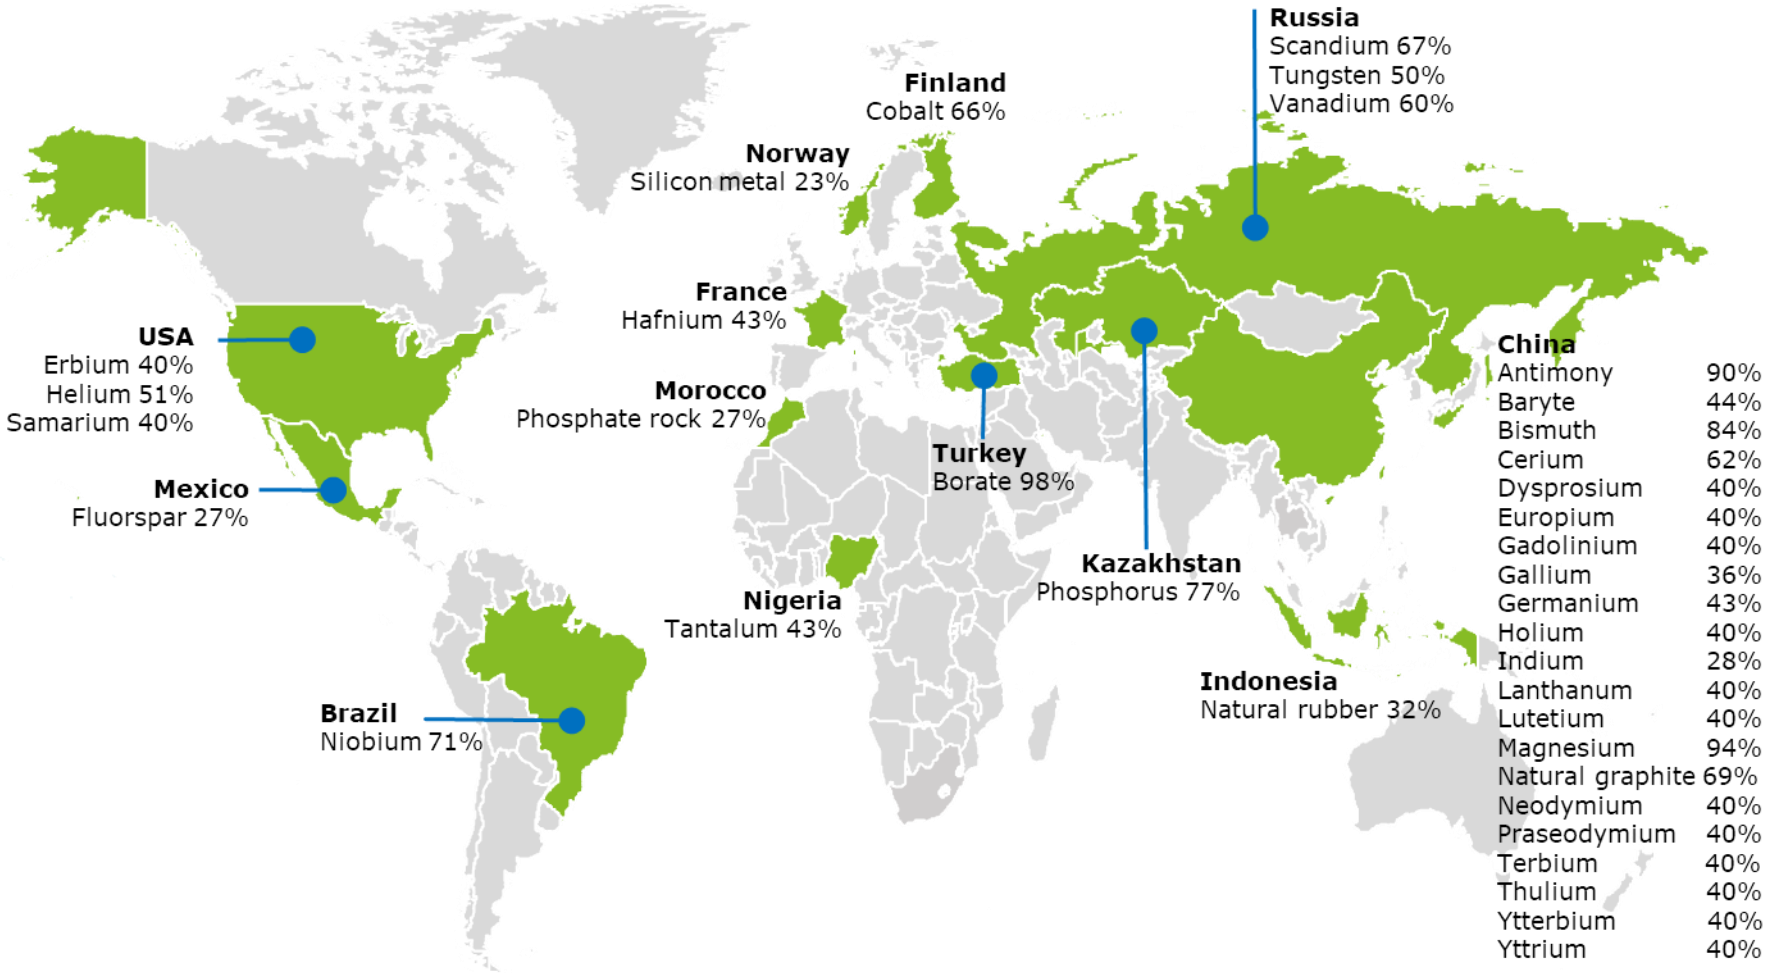 Russia
Scandium 67%
Tungsten 50%
Vanadium 60%
Finland
Cobalt 66%
Norway
Silicon metal 23%
France
Hafnium 43%
USA
Erbium 40%
Helium 51%
Samarium 40%
Morocco
Phosphate rock 27%
Turkey
Borate 98%
Mexico
Fluorspar 27%
Kazakhstan
Phosphorus 77%
Nigeria
Tantalum 43%
Indonesia
Natural rubber 32%
Brazil
Niobium 71%
China
Antimony 90%
Baryte 44%
Bismuth 84%
Cerium 62%
Dysprosium 40%
Europium 40%
Gadolinium 40%
Gallium 36%
Germanium 43%
Holium 40%
Indium 28%
Lanthanum 40%
Lutetium 40%
Magnesium 94%
Natural graphite 69%
Neodymium 40%
Praseodymium 40%
Terbium 40%
Thulium 40%
Ytterbium 40%
Yttrium 40%